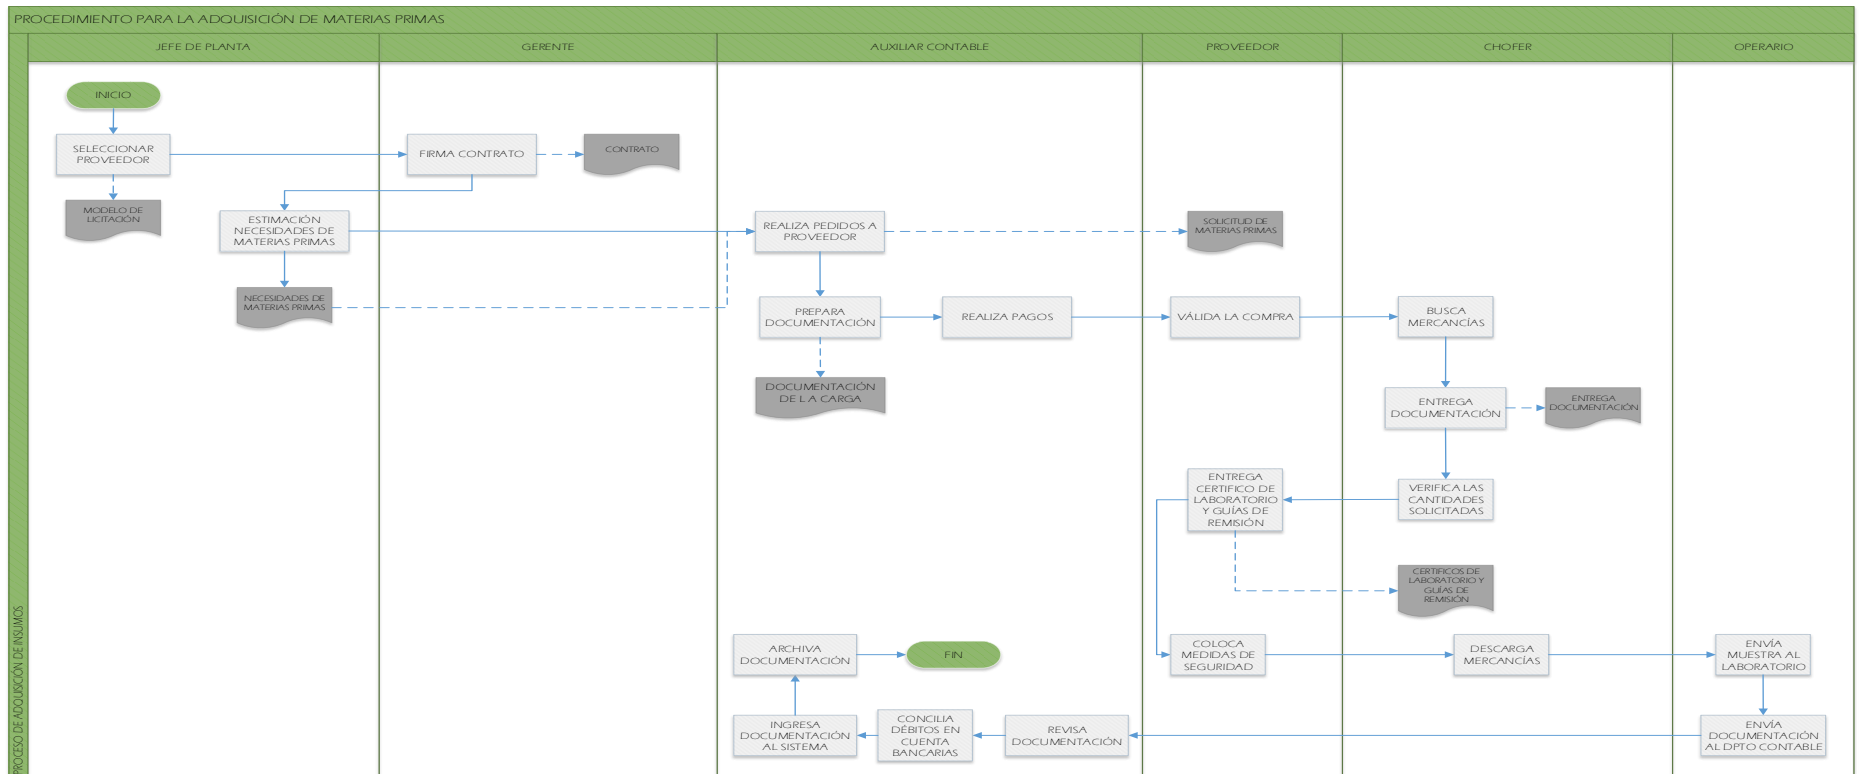 PROCEDIMIENTO PARA LA ADQUISICIÓN DE MATERIAS PRIMAS
JEFE DE PLANTA
GERENTE
AUXILIAR CONTABLE
PROVEEDOR
CHOFER
OPERARIO
PROCESO DE ADQUISICIÓN DE INSUMOS
INICIO
SELECCIONAR
PROVEEDOR
FIRMA CONTRATO
CONTRATO
MODELO DE
LICITACIÓN
ESTIMACIÓN
NECESIDADES DE
MATERIAS PRIMAS
REALIZA PEDIDOS A
PROVEEDOR
SOLICITUD DE
MATERIAS PRIMAS
NECESIDADES DE
MATERIAS PRIMAS
PREPARA
DOCUMENTACIÓN
REALIZA PAGOS
VÁLIDA LA COMPRA
BUSCA
MERCANCÍAS
DOCUMENTACIÓN
DE L A CARGA
ENTREGA
DOCUMENTACIÓN
ENTREGA
DOCUMENTACIÓN
ENTREGA
CERTIFICO DE
LABORATORIO
Y GUÍAS DE
REMISIÓN
VERIFICA LAS
CANTIDADES
SOLICITADAS
CERTIFICOS DE
LABORATORIO Y
GUÍAS DE
REMISIÓN
ARCHIVA
DOCUMENTACIÓN
FIN
COLOCA
MEDIDAS DE
SEGURIDAD
DESCARGA
MERCANCÍAS
ENVÍA
MUESTRA AL
LABORATORIO
INGRESA
DOCUMENTACIÓN
AL SISTEMA
CONCILIA
DÉBITOS EN
CUENTA
BANCARIAS
REVISA
DOCUMENTACIÓN
ENVÍA
DOCUMENTACIÓN
AL DPTO CONTABLE